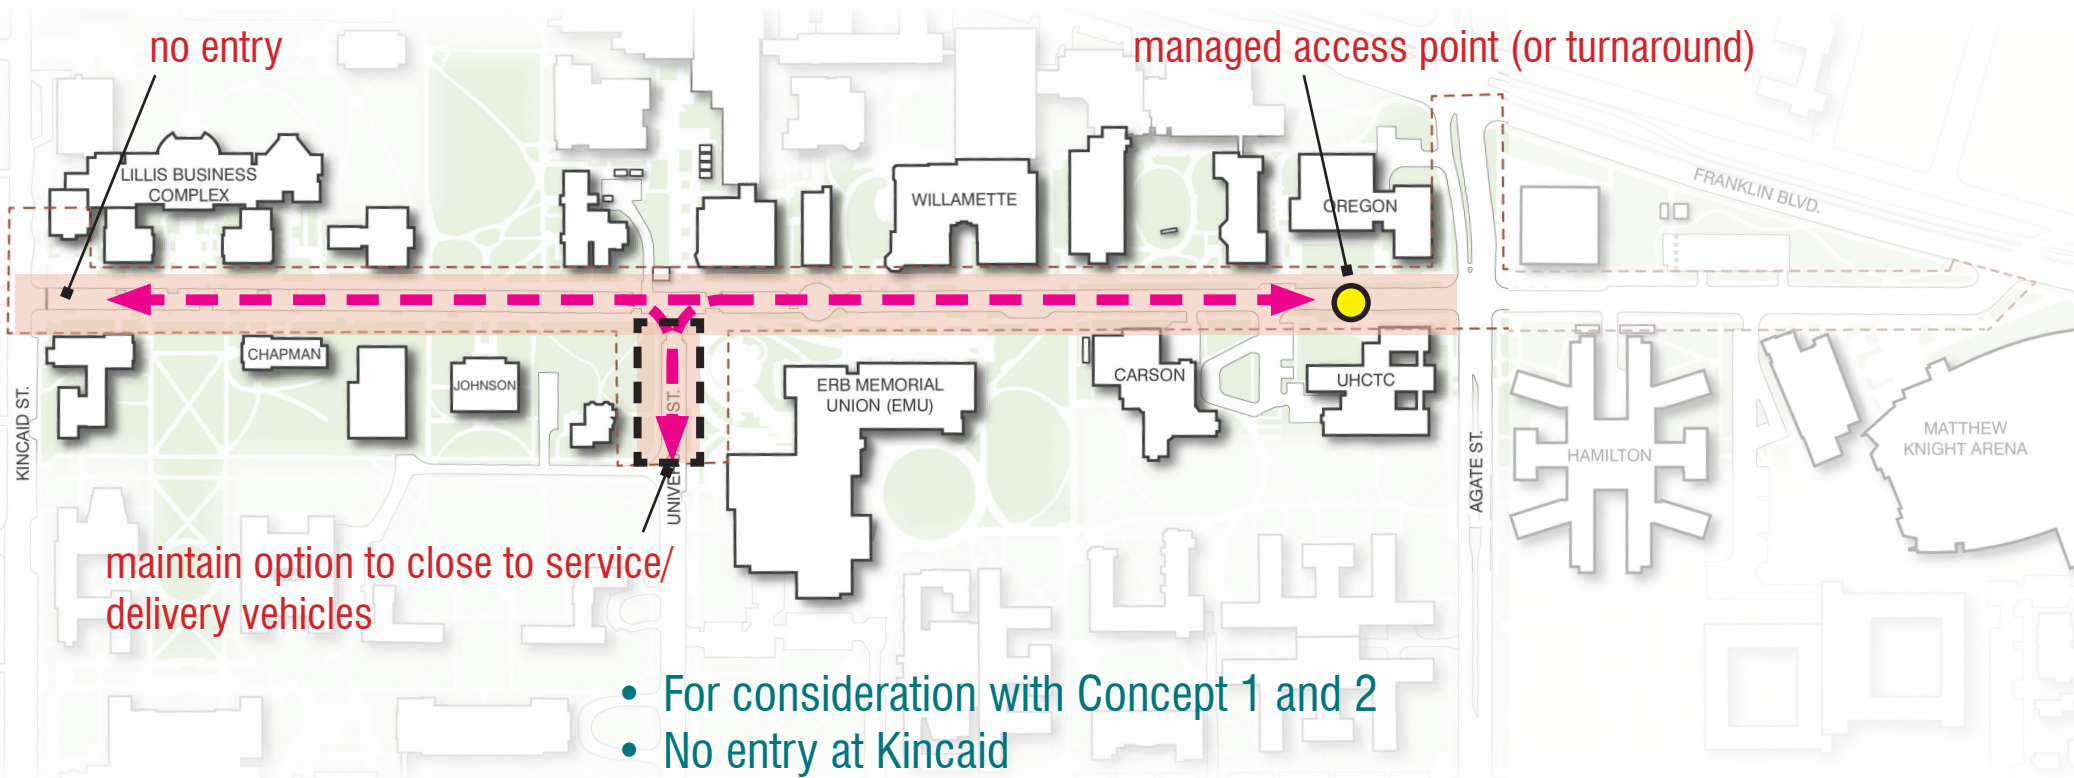 no entry
managed access point (or turnaround)
LILLIS BUSINESS
COMPLEX
WILLAMETTE
OREGON
FRANKLIN BLVD.
CHAPMAN
JOHNSON
ERB MEMORIAL
UNION (EMU)
CARSON
UHCTC
KINCAID ST.
ST.
AGATE ST.
HAMILTON
MATTHEW
KNIGHT ARENA
maintain option to close to service/
delivery vehicles
• For consideration with Concept 1 and 2
• No entry at Kincaid